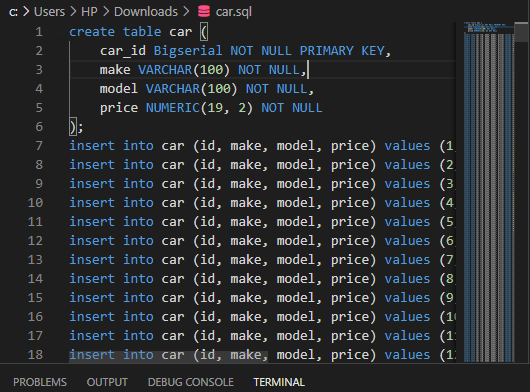 c: > Users > HP > Downloads > car.sql
1 create table car (
2 car_id Bigserial NOT NULL PRIMARY KEY,
3 make VARCHAR(100) NOT NULL,
4 model VARCHAR(100) NOT NULL,
5 price NUMERIC(19, 2) NOT NULL
6 );
7 insert into car (id, make, model, price) values (1
8 insert into car (id, make, model, price) values (2
9 insert into car (id, make, model, price) values (3
10 insert into car (id, make, model, price) values (4
11 insert into car (id, make, model, price) values (5
12 insert into car (id, make, model, price) values (6
13 insert into car (id, make, model, price) values (7
14 insert into car (id, make, model, price) values (8
15 insert into car (id, make, model, price) values (9
16 insert into car (id, make, model, price) values (10
17 insert into car (id, make, model, price) values (11
18 insert into car (id, make, model, price) values (12
PROBLEMS OUTPUT DEBUG CONSOLE TERMINAL